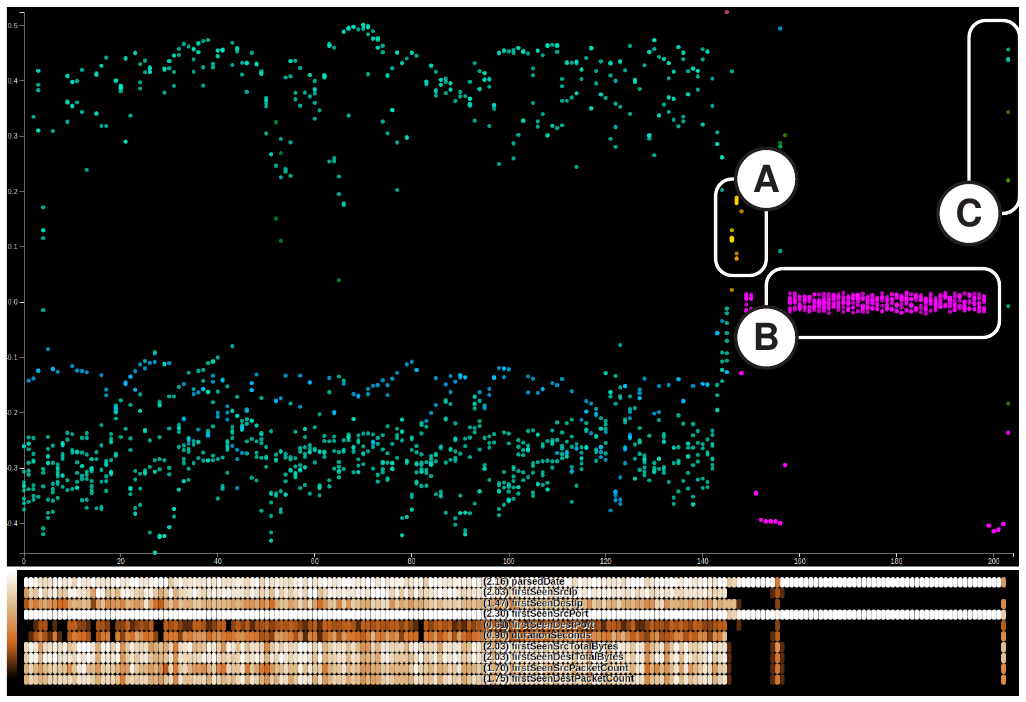 0.5
0.4
0.3
0.2
0.1
0.0
-0.1
-0.2
-0.3
-0.4
0 20 40 60 80 100 120 140 160 180 200
A
B
C
(2.16) parsedDate
(2.03) firstSeenSrcIp
(1.47) firstSeenDestIp
(2.30) firstSeenSrcPort
(0.61) firstSeenDestPort
(0.90) durationSeconds
(2.03) firstSeenSrcTotalBytes
(2.03) firstSeenDestTotalBytes
(1.70) firstSeenSrcPacketCount
(1.75) firstSeenDestPacketCount